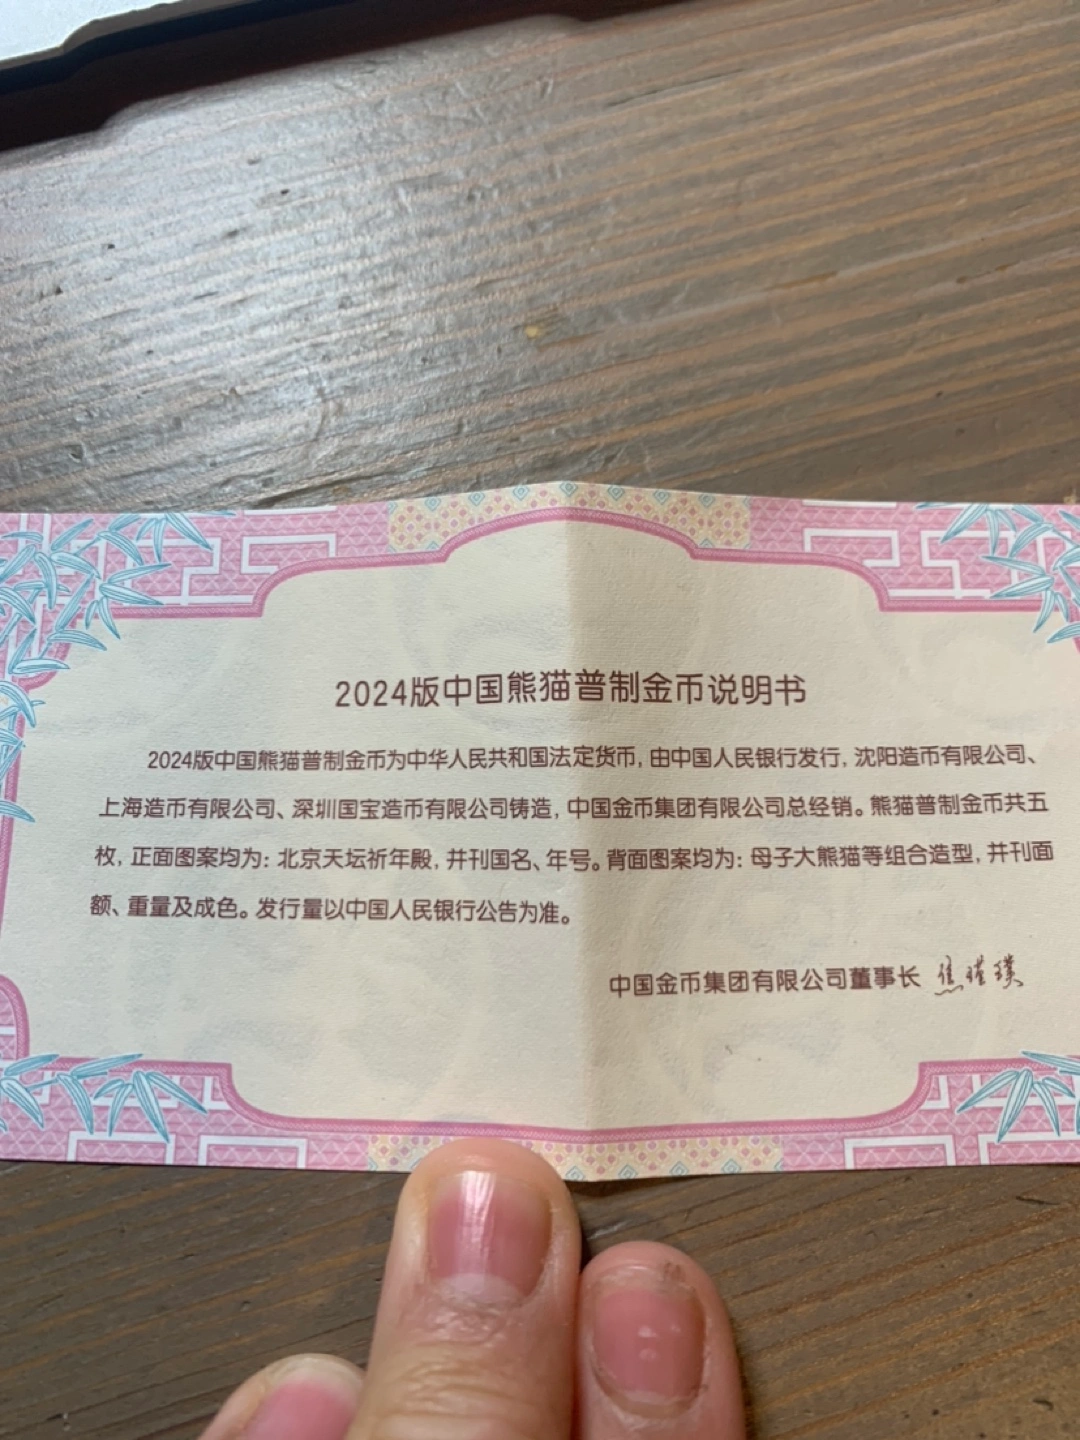 2024版中国熊猫普制金币说明书
2024版中国熊猫普制金币为中华人民共和国法定货币，由中国人民银行发行，沈阳造币有限公司、
上海造币有限公司、深圳国宝造币有限公司铸造，中国金币集团有限公司总经销。熊猫普制金币共五
枚，正面图案均为：北京天坛祈年殿，并刊国名、年号。背面图案均为：母子大熊猫等组合造型，并刊面
额、重量及成色。发行量以中国人民银行公告为准。
中国金币集团有限公司董事长 焦瑾璞